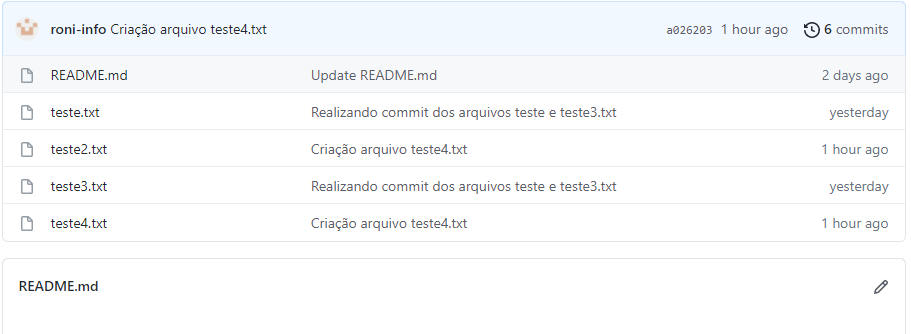 roni-info Criação arquivo teste4.txt a026203 1 hour ago 6 commits
README.md Update README.md 2 days ago
teste.txt Realizando commit dos arquivos teste e teste3.txt yesterday
teste2.txt Criação arquivo teste4.txt 1 hour ago
teste3.txt Realizando commit dos arquivos teste e teste3.txt yesterday
teste4.txt Criação arquivo teste4.txt 1 hour ago
README.md